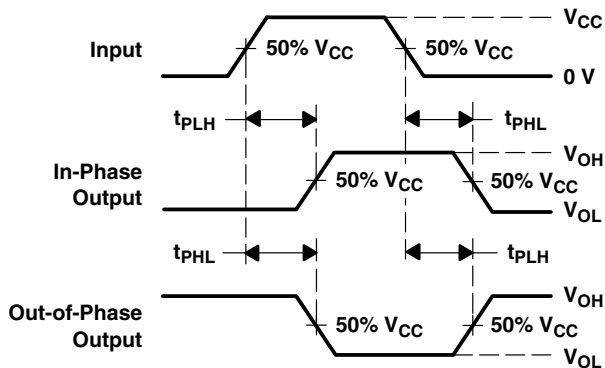 VCC
Input 50% VCC 50% VCC
0 V
tPLH tPHL
VOH
In-Phase
Output
50% VCC 50% VCC
VOL
tPHL tPLH
VOH
Out-of-Phase
Output
50% VCC 50% VCC
VOL